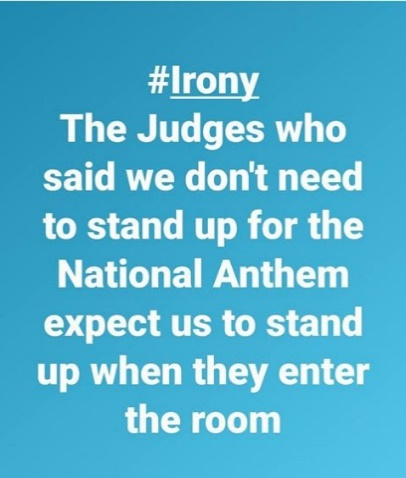 #Irony
The Judges who
said we don't need
to stand up for the
National Anthem
expect us to stand
up when they enter
the room